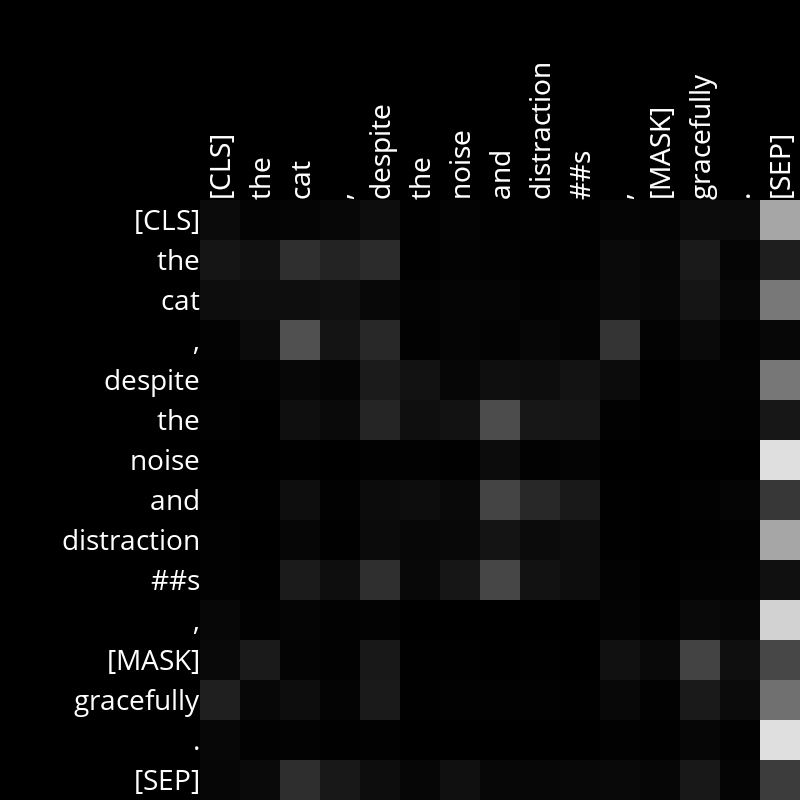 [CLS] the cat , despite the noise and distraction ##s , [MASK] gracefully . [SEP]
[CLS]
the
cat
,
despite
the
noise
and
distraction
##s
,
[MASK]
gracefully
.
[SEP]